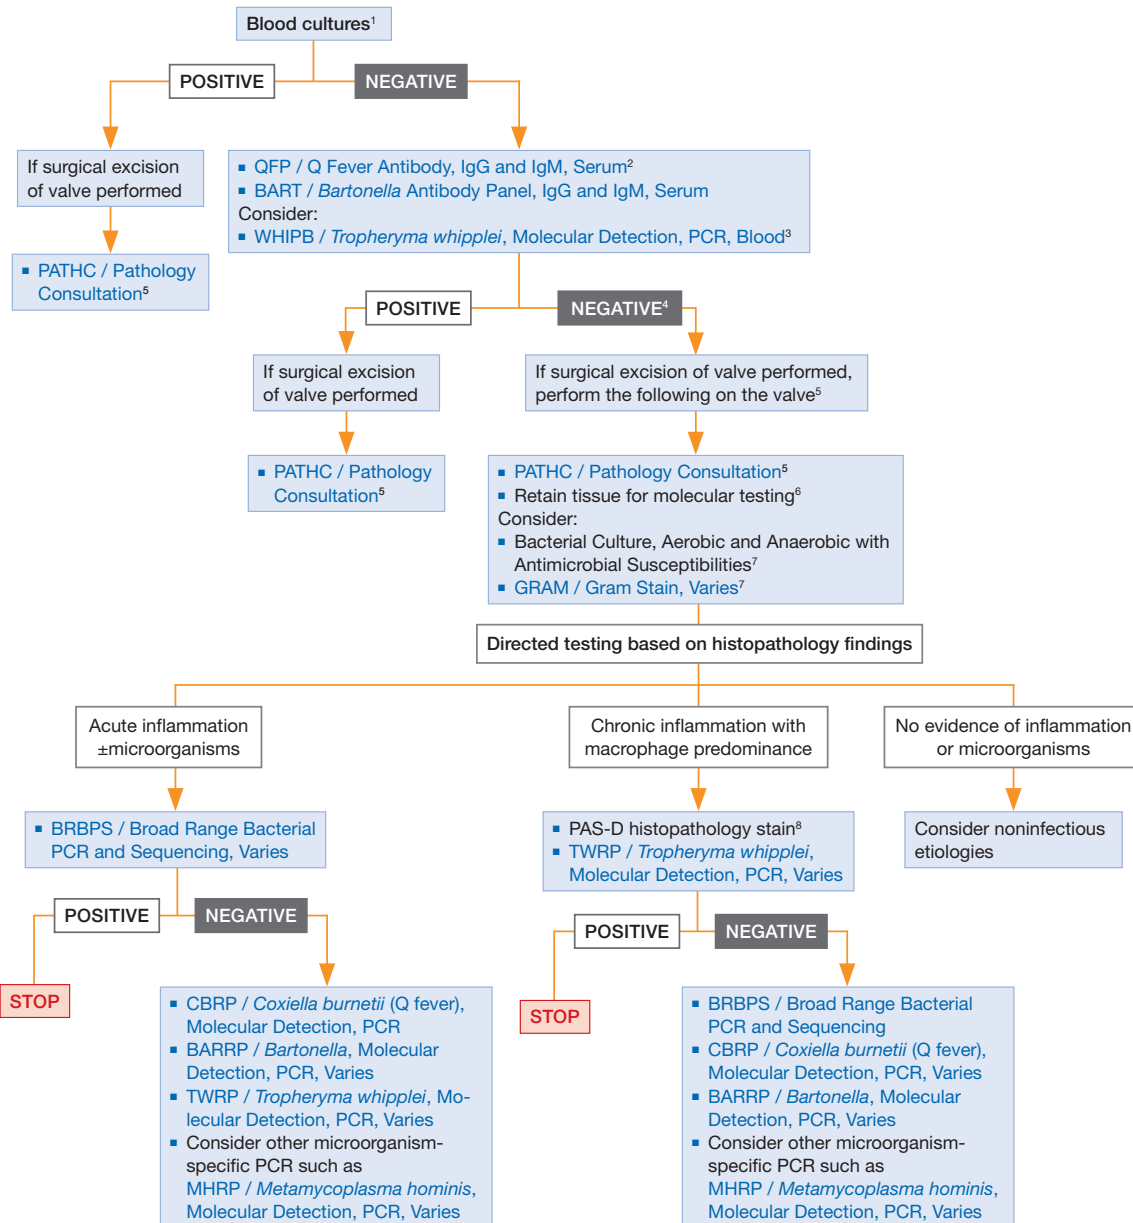 Blood cultures¹
POSITIVE
NEGATIVE
If surgical excision
of valve performed
▪ PATHC / Pathology
Consultation⁵
▪ QFP / Q Fever Antibody, IgG and IgM, Serum²
▪ BART / Bartonella Antibody Panel, IgG and IgM, Serum
Consider:
▪ WHIPB / Tropheryma whipplei, Molecular Detection, PCR, Blood³
POSITIVE
NEGATIVE⁴
If surgical excision
of valve performed
▪ PATHC / Pathology
Consultation⁵
If surgical excision of valve performed,
perform the following on the valve⁵
▪ PATHC / Pathology Consultation⁵
▪ Retain tissue for molecular testing⁶
Consider:
▪ Bacterial Culture, Aerobic and Anaerobic with
Antimicrobial Susceptibilities⁷
▪ GRAM / Gram Stain, Varies⁷
Directed testing based on histopathology findings
Acute inflammation
±microorganisms
▪ BRBPS / Broad Range Bacterial
PCR and Sequencing, Varies
POSITIVE
NEGATIVE
STOP
▪ CBRP / Coxiella burnetii (Q fever),
Molecular Detection, PCR
▪ BARRP / Bartonella, Molecular
Detection, PCR, Varies
▪ TWRP / Tropheryma whipplei, Mo-
lecular Detection, PCR, Varies
▪ Consider other microorganism-
specific PCR such as
MHRP / Metamycoplasma hominis,
Molecular Detection, PCR, Varies
Chronic inflammation with
macrophage predominance
▪ PAS-D histopathology stain⁸
▪ TWRP / Tropheryma whipplei,
Molecular Detection, PCR, Varies
POSITIVE
NEGATIVE
STOP
▪ BRBPS / Broad Range Bacterial
PCR and Sequencing
▪ CBRP / Coxiella burnetii (Q fever),
Molecular Detection, PCR, Varies
▪ BARRP / Bartonella, Molecular
Detection, PCR, Varies
▪ Consider other microorganism-
specific PCR such as
MHRP / Metamycoplasma hominis,
Molecular Detection, PCR, Varies
No evidence of inflammation
or microorganisms
Consider noninfectious
etiologies